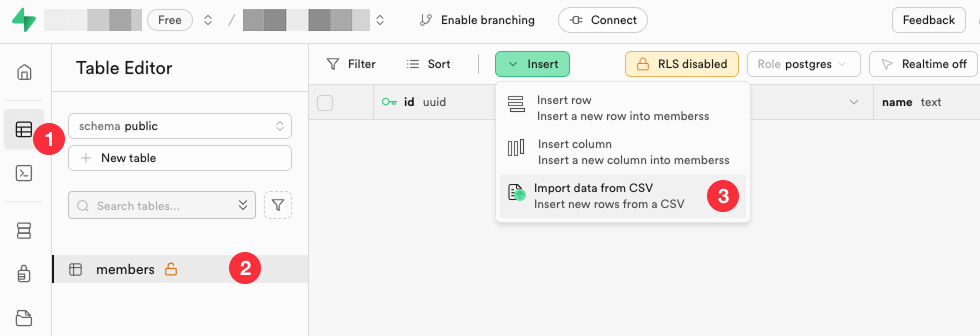 Free
/
Enable branching
Connect
Feedback
Table Editor
Filter
Sort
Insert
RLS disabled
Role postgres
Realtime off
id uuid
name text
1
schema public
New table
Search tables...
members
2
Insert row
Insert a new row into memberss
Insert column
Insert a new column into memberss
Import data from CSV
Insert new rows from a CSV
3